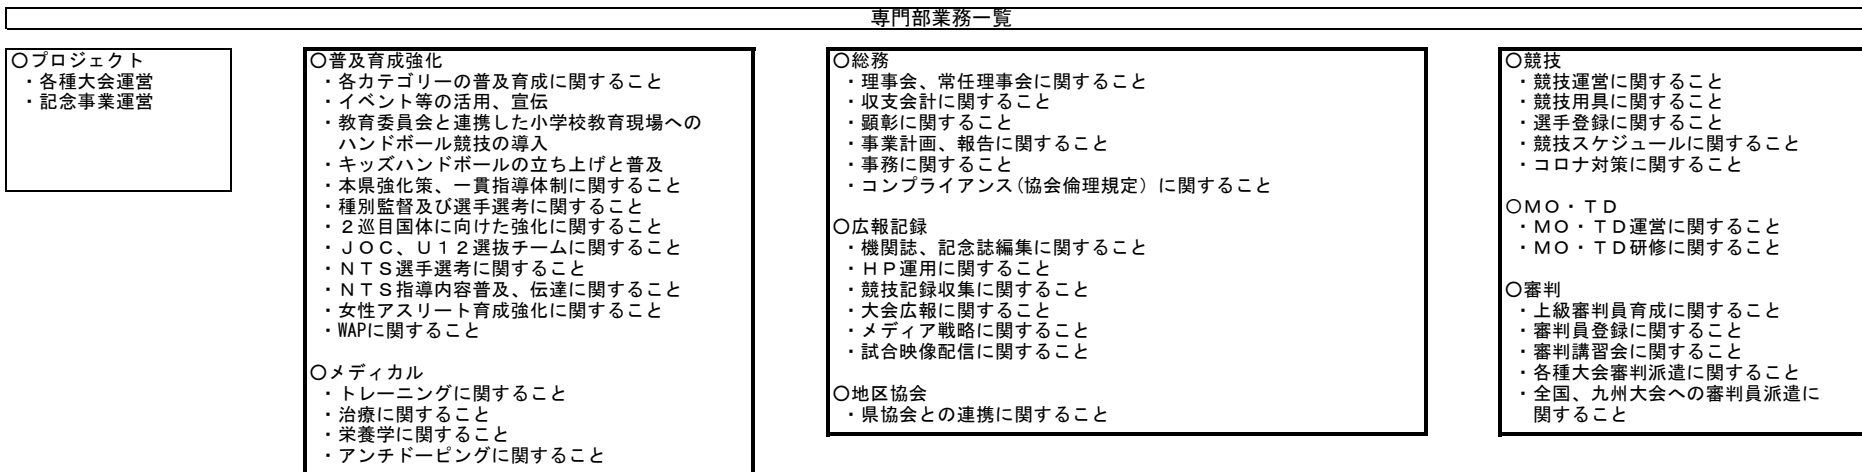 専門部業務一覧
〇プロジェクト
・各種大会運営
・記念事業運営
〇普及育成強化
・各カテゴリーの普及育成に関すること
・イベント等の活用、宣伝
・教育委員会と連携した小学校教育現場への
ハンドボール競技の導入
・キッズハンドボールの立ち上げと普及
・本県強化策、一貫指導体制に関すること
・種別監督及び選手選考に関すること
・２巡目国体に向けた強化に関すること
・ＪＯＣ、Ｕ１２選抜チームに関すること
・ＮＴＳ選手選考に関すること
・ＮＴＳ指導内容普及、伝達に関すること
・女性アスリート育成強化に関すること
・WAPに関すること
〇メディカル
・トレーニングに関すること
・治療に関すること
・栄養学に関すること
・アンチドーピングに関すること
〇総務
・理事会、常任理事会に関すること
・収支会計に関すること
・顕彰に関すること
・事業計画、報告に関すること
・事務に関すること
・コンプライアンス(協会倫理規定）に関すること
〇広報記録
・機関誌、記念誌編集に関すること
・ＨＰ運用に関すること
・競技記録収集に関すること
・大会広報に関すること
・メディア戦略に関すること
・試合映像配信に関すること
〇地区協会
・県協会との連携に関すること
〇競技
・競技運営に関すること
・競技用具に関すること
・選手登録に関すること
・競技スケジュールに関すること
・コロナ対策に関すること
〇ＭＯ・ＴＤ
・ＭＯ・ＴＤ運営に関すること
・ＭＯ・ＴＤ研修に関すること
〇審判
・上級審判員育成に関すること
・審判員登録に関すること
・審判講習会に関すること
・各種大会審判派遣に関すること
・全国、九州大会への審判員派遣に
関すること